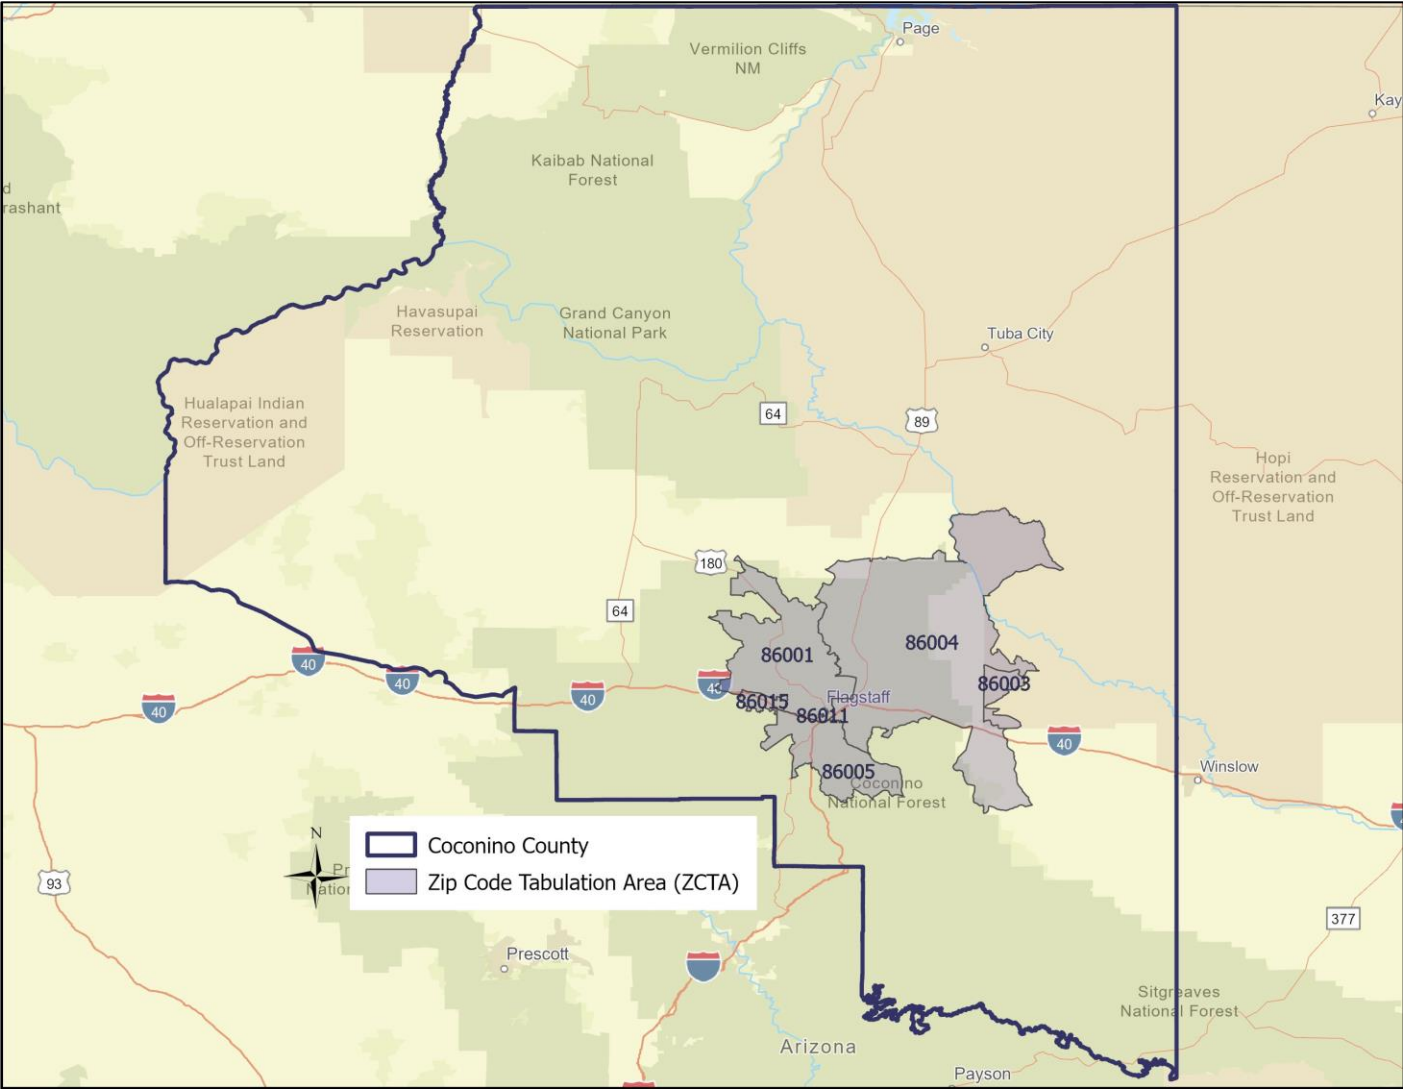 Page
Vermilion Cliffs
NM
Kay
Kaibab National
Forest
d
rashant
Havasupai
Reservation
Grand Canyon
National Park
Tuba City
Hualapai Indian
Reservation and
Off-Reservation
Trust Land
64
89
Hopi
Reservation and
Off-Reservation
Trust Land
180
64
86004
86001
40
40
40
40
86003
40
86015
Flagstaff
86011
40
Winslow
86005
Coconino
National Forest
N
Coconino County
Zip Code Tabulation Area (ZCTA)
Pr
Nation
93
377
Prescott
Sitgreaves
National Forest
Arizona
Payson